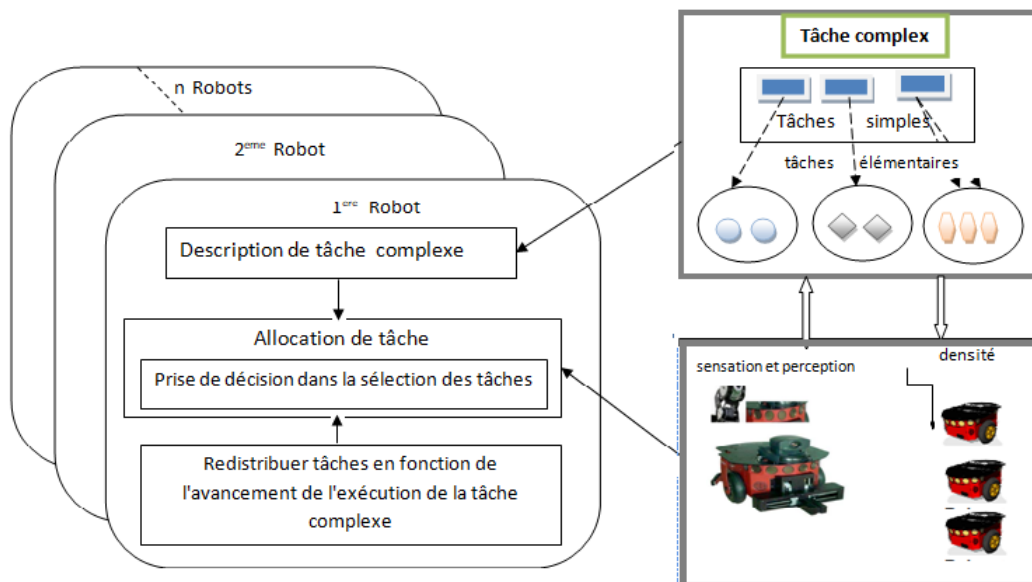 n Robots
2eme Robot
1ere Robot
Description de tâche complexe
Allocation de tâche
Prise de décision dans la sélection des tâches
Redistribuer tâches en fonction de
l'avancement de l'exécution de la tâche
complexe
Tâche complex
Tâches simples
tâches élémentaires
sensation et perception
densité